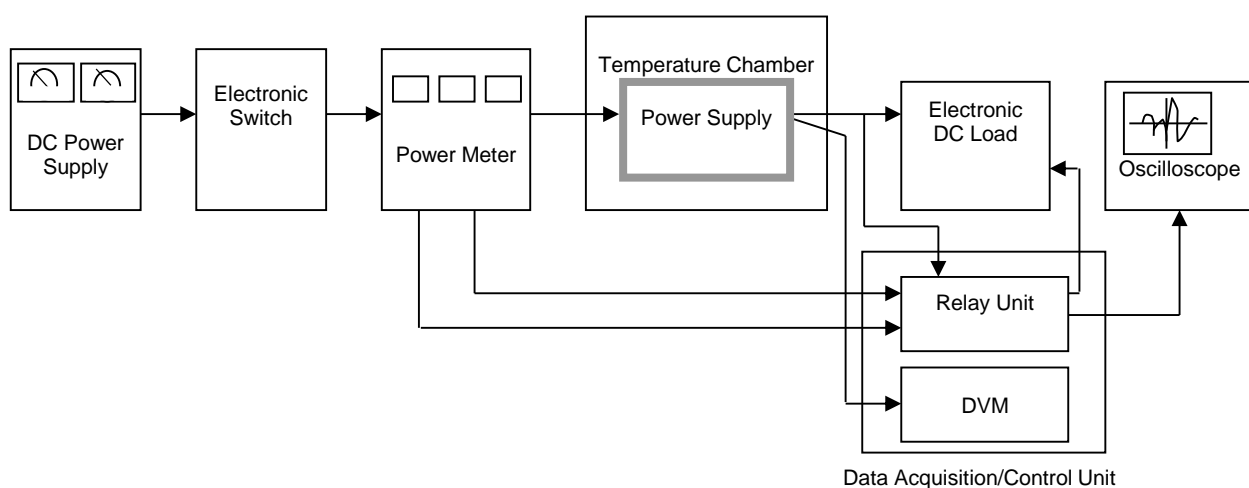 DC Power
Supply
Electronic
Switch
Power Meter
Temperature Chamber
Power Supply
Electronic
DC Load
Oscilloscope
Relay Unit
DVM
Data Acquisition/Control Unit